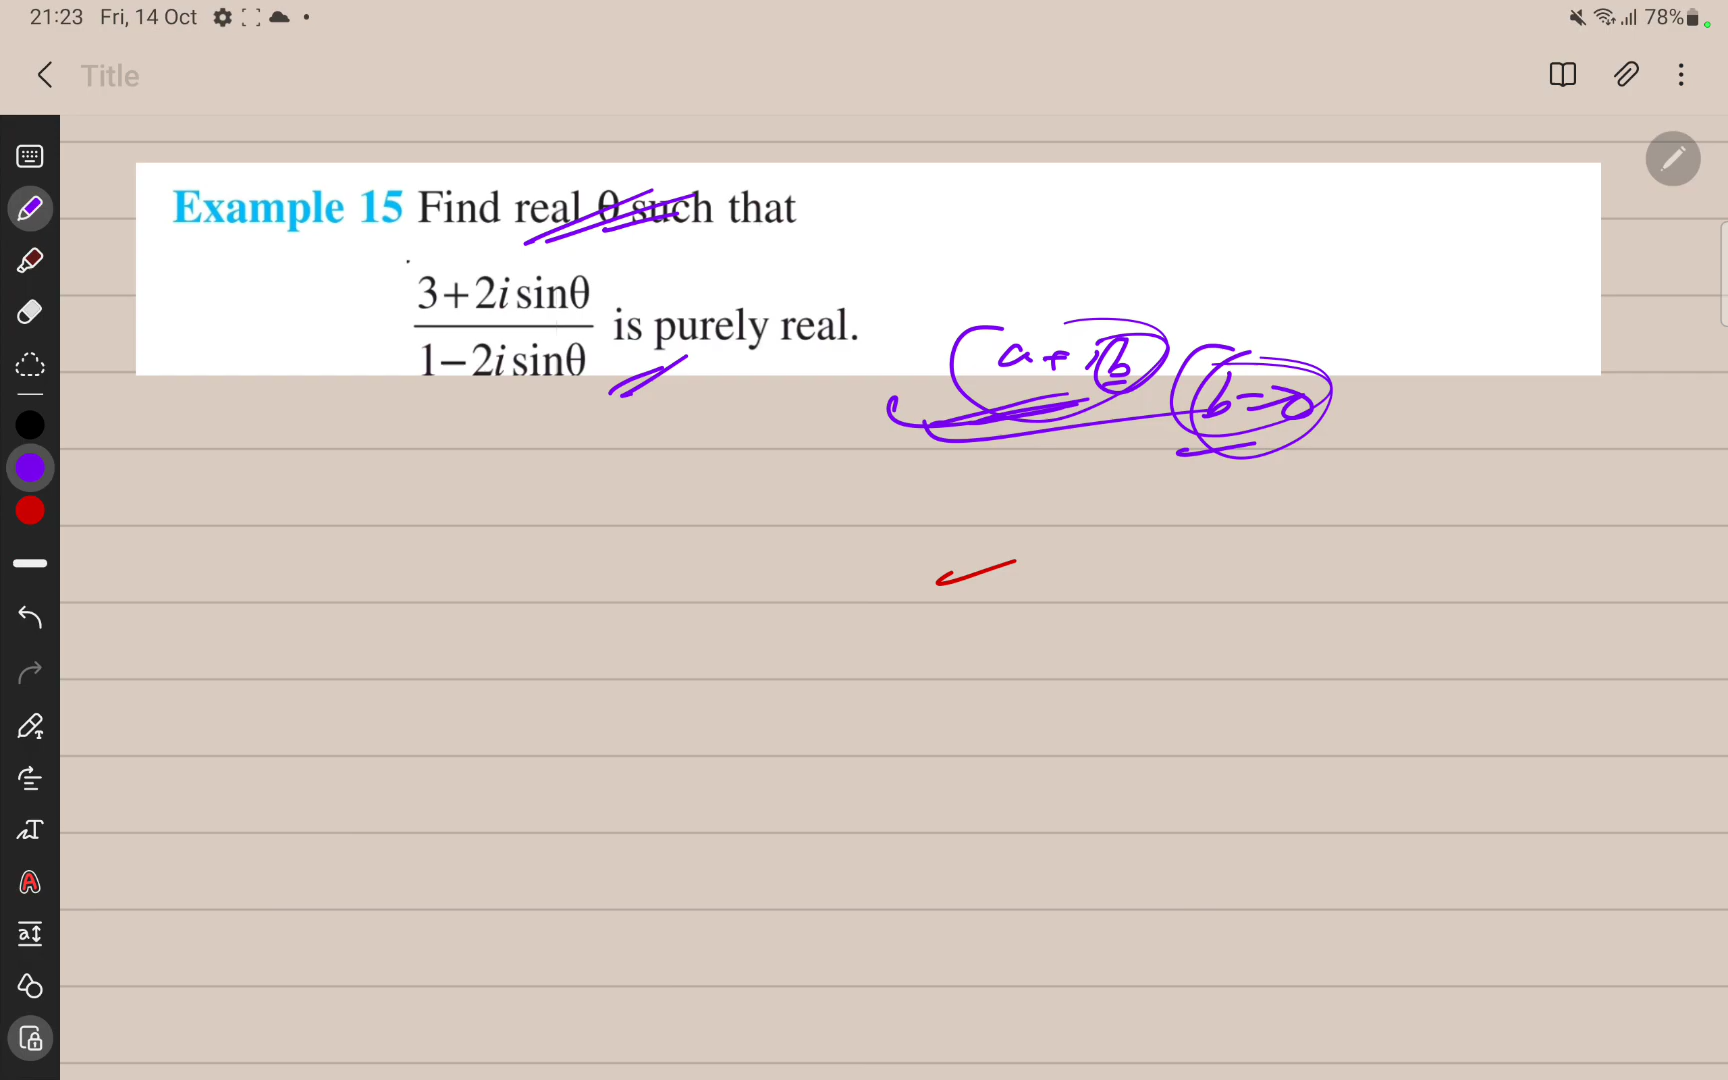 21:23 Fri, 14 Oct 78%
Title
Example 15 Find real θ such that
3+2i sinθ
1−2i sinθ
is purely real.
a + ib
b = 0